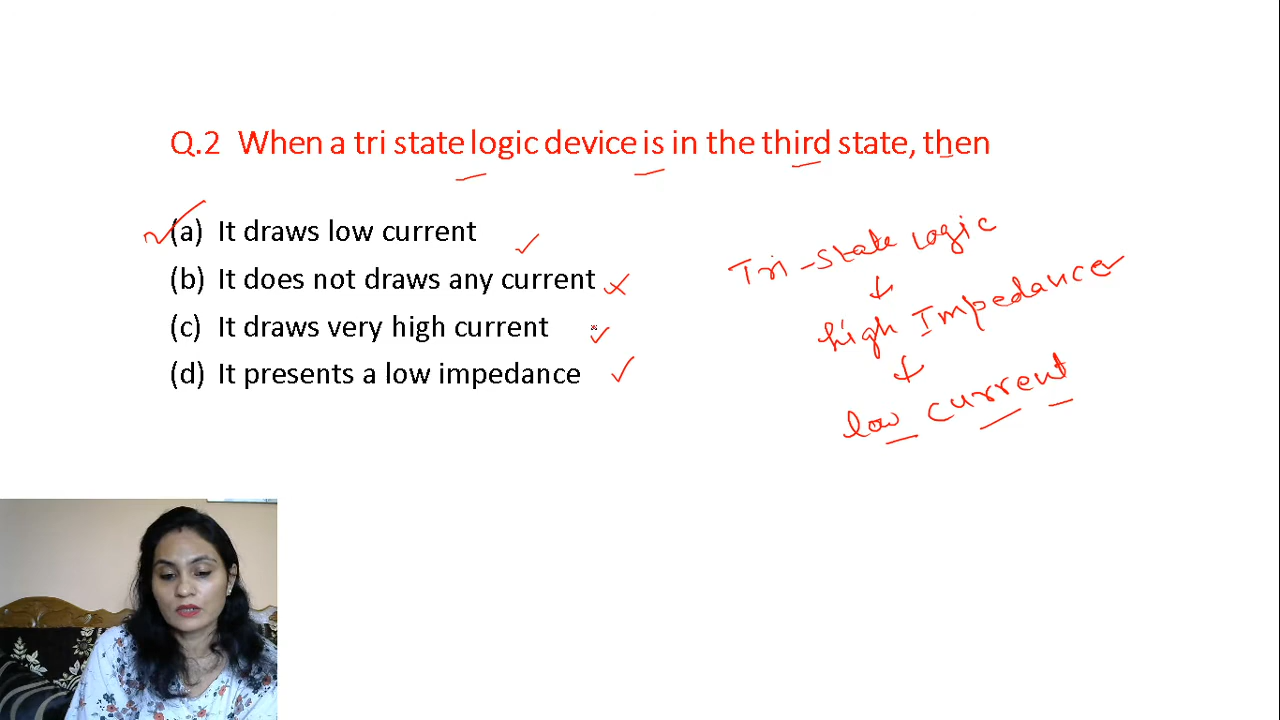 Q.2 When a tri state logic device is in the third state, then
(a) It draws low current
(b) It does not draws any current
(c) It draws very high current
(d) It presents a low impedance
Tri-state logic
high Impedance
low current